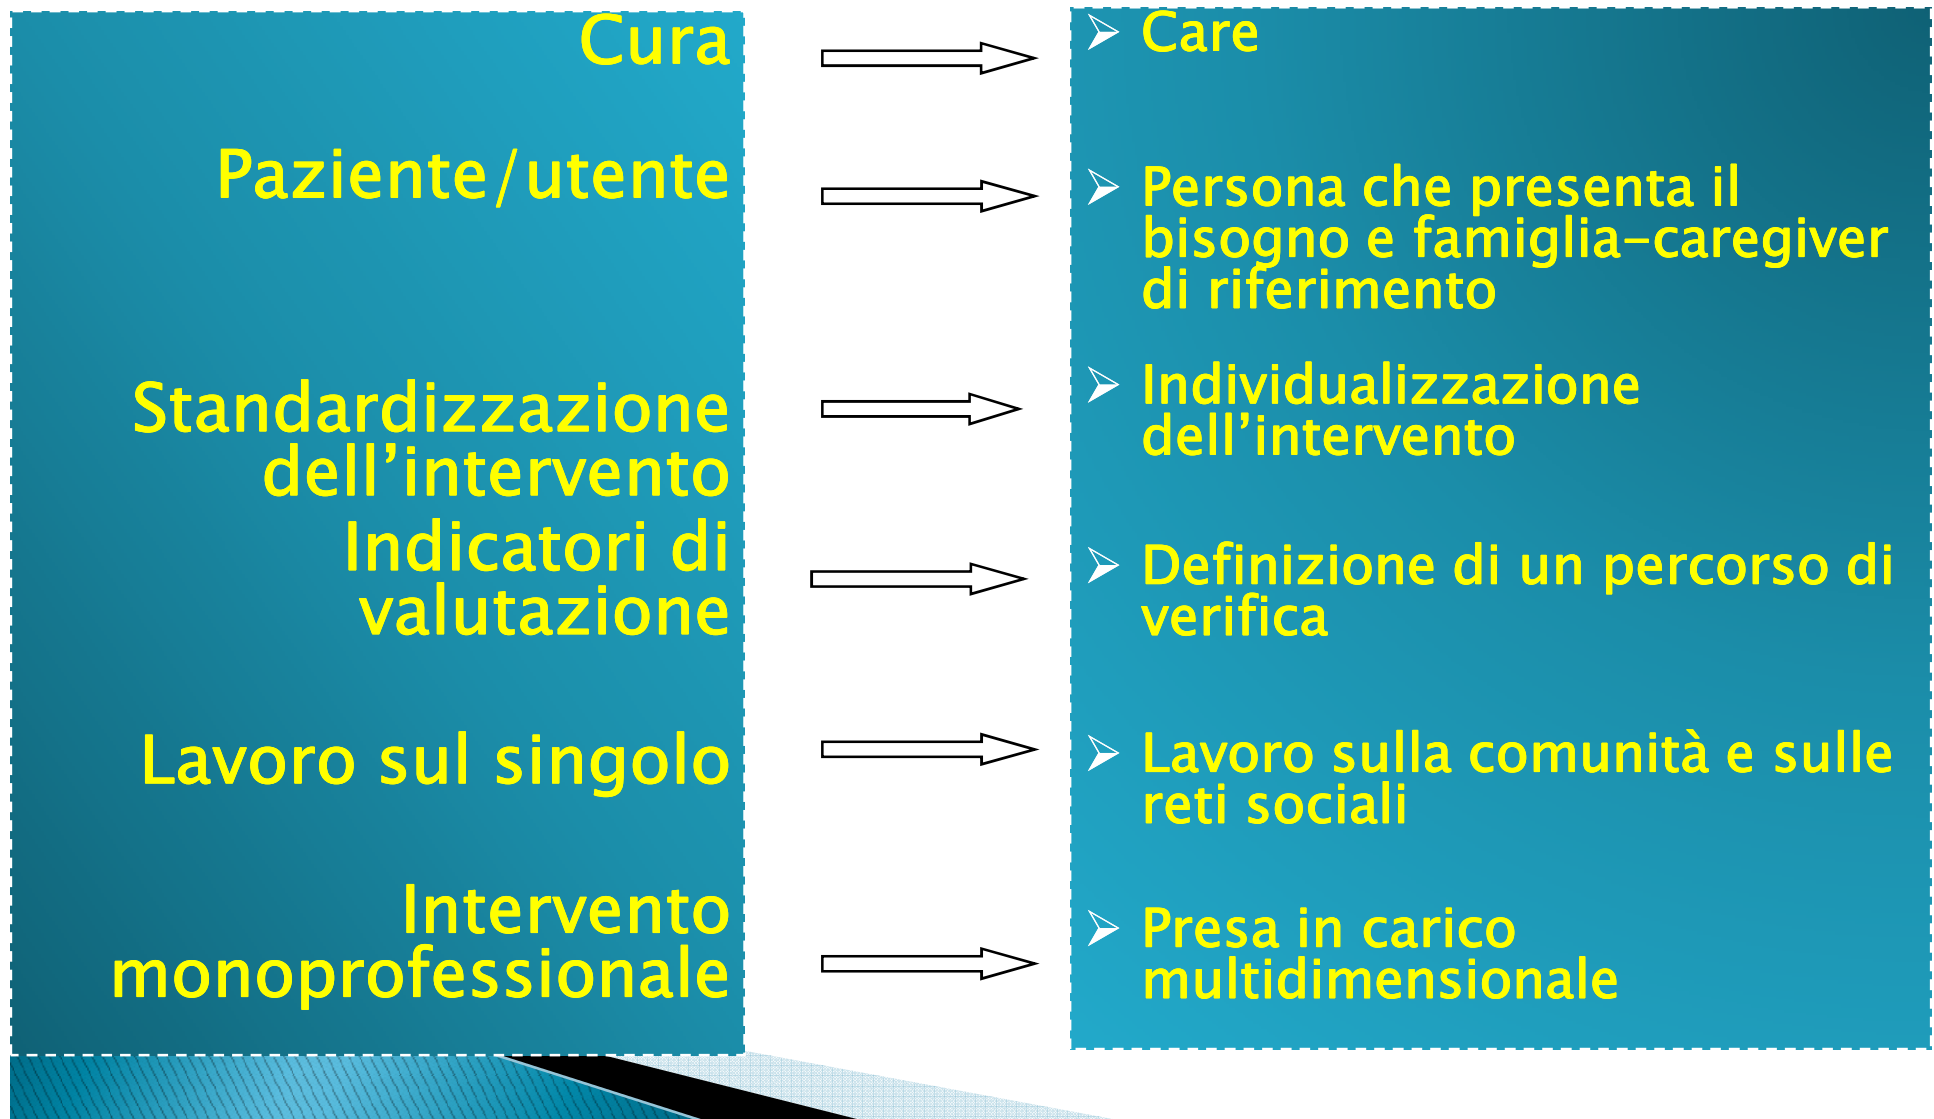 Cura
Paziente/utente
Standardizzazione
dell’intervento
Indicatori di
valutazione
Lavoro sul singolo
Intervento
monoprofessionale
Care
Persona che presenta il
bisogno e famiglia-caregiver
di riferimento
Individualizzazione
dell’intervento
Definizione di un percorso di
verifica
Lavoro sulla comunità e sulle
reti sociali
Presa in carico
multidimensionale